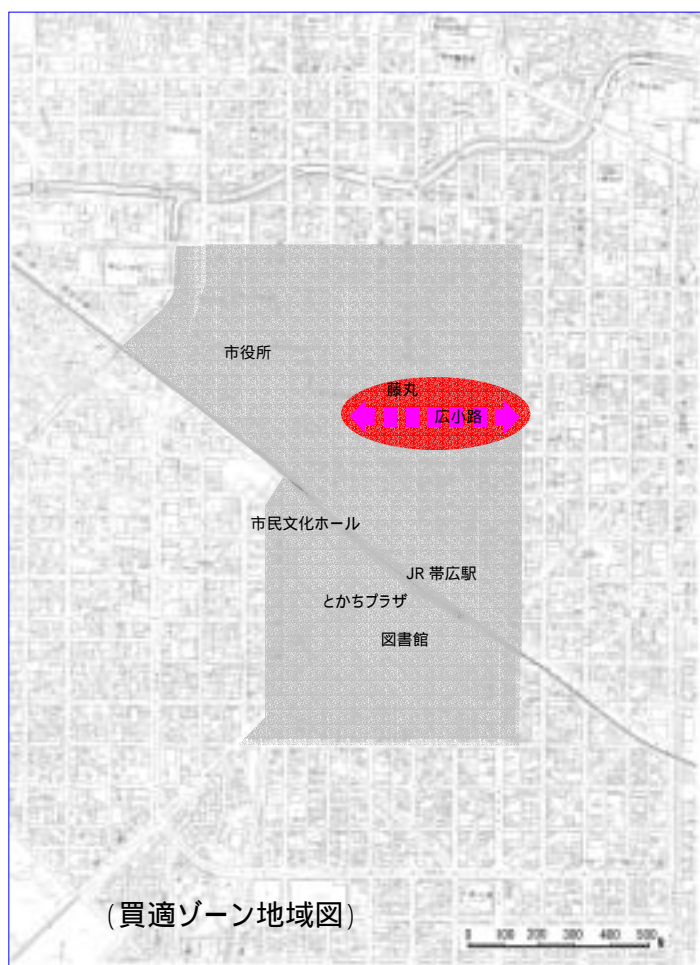 市役所
藤丸
広小路
市民文化ホール
JR 帯広駅
とかちプラザ
図書館
(買適ゾーン地域図)
0 100 200 300 400 500 m